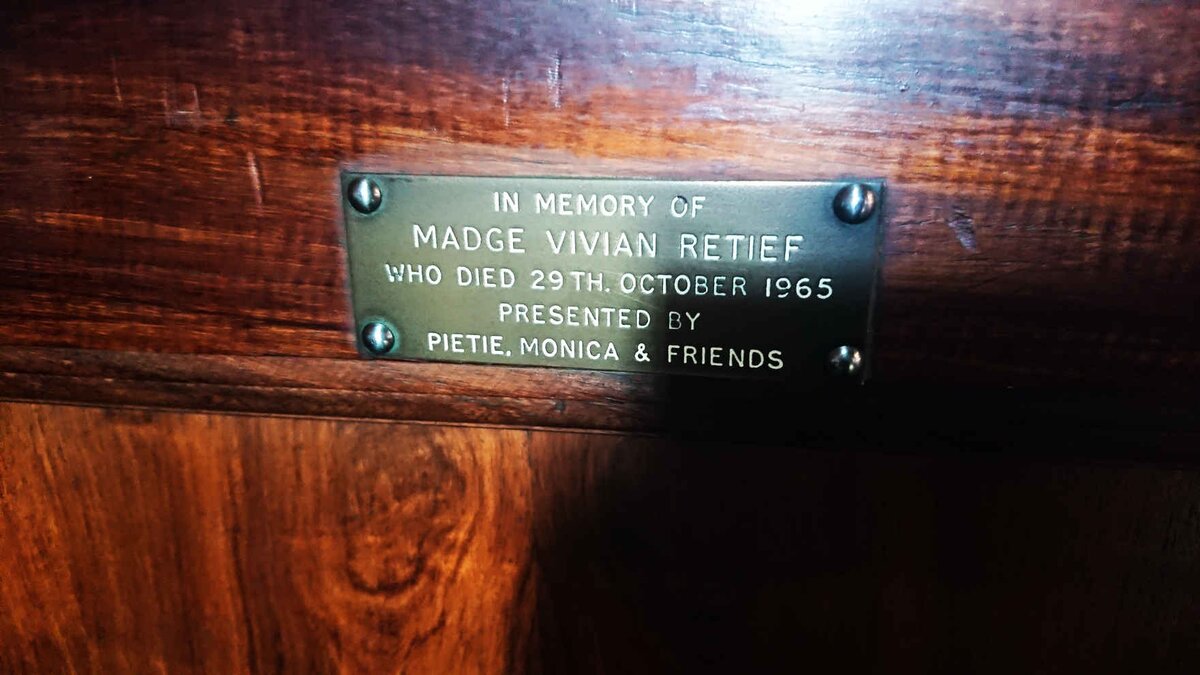 IN MEMORY OF
MADGE VIVIAN RETIEF
WHO DIED 29TH. OCTOBER 1965
PRESENTED BY
PIETIE, MONICA & FRIENDS